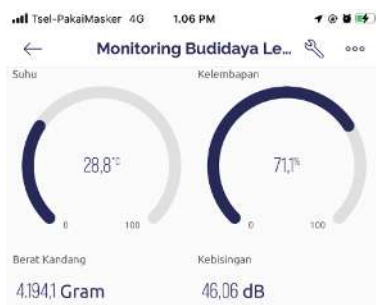 Tsel-PakaiMasker 4G 1.06 PM
Monitoring Budidaya Le...
Suhu Kelembapan
28,8°C 71,1%
0 100 0 100
Berat Kandang Kebisingan
4.194,1 Gram 46,06 dB